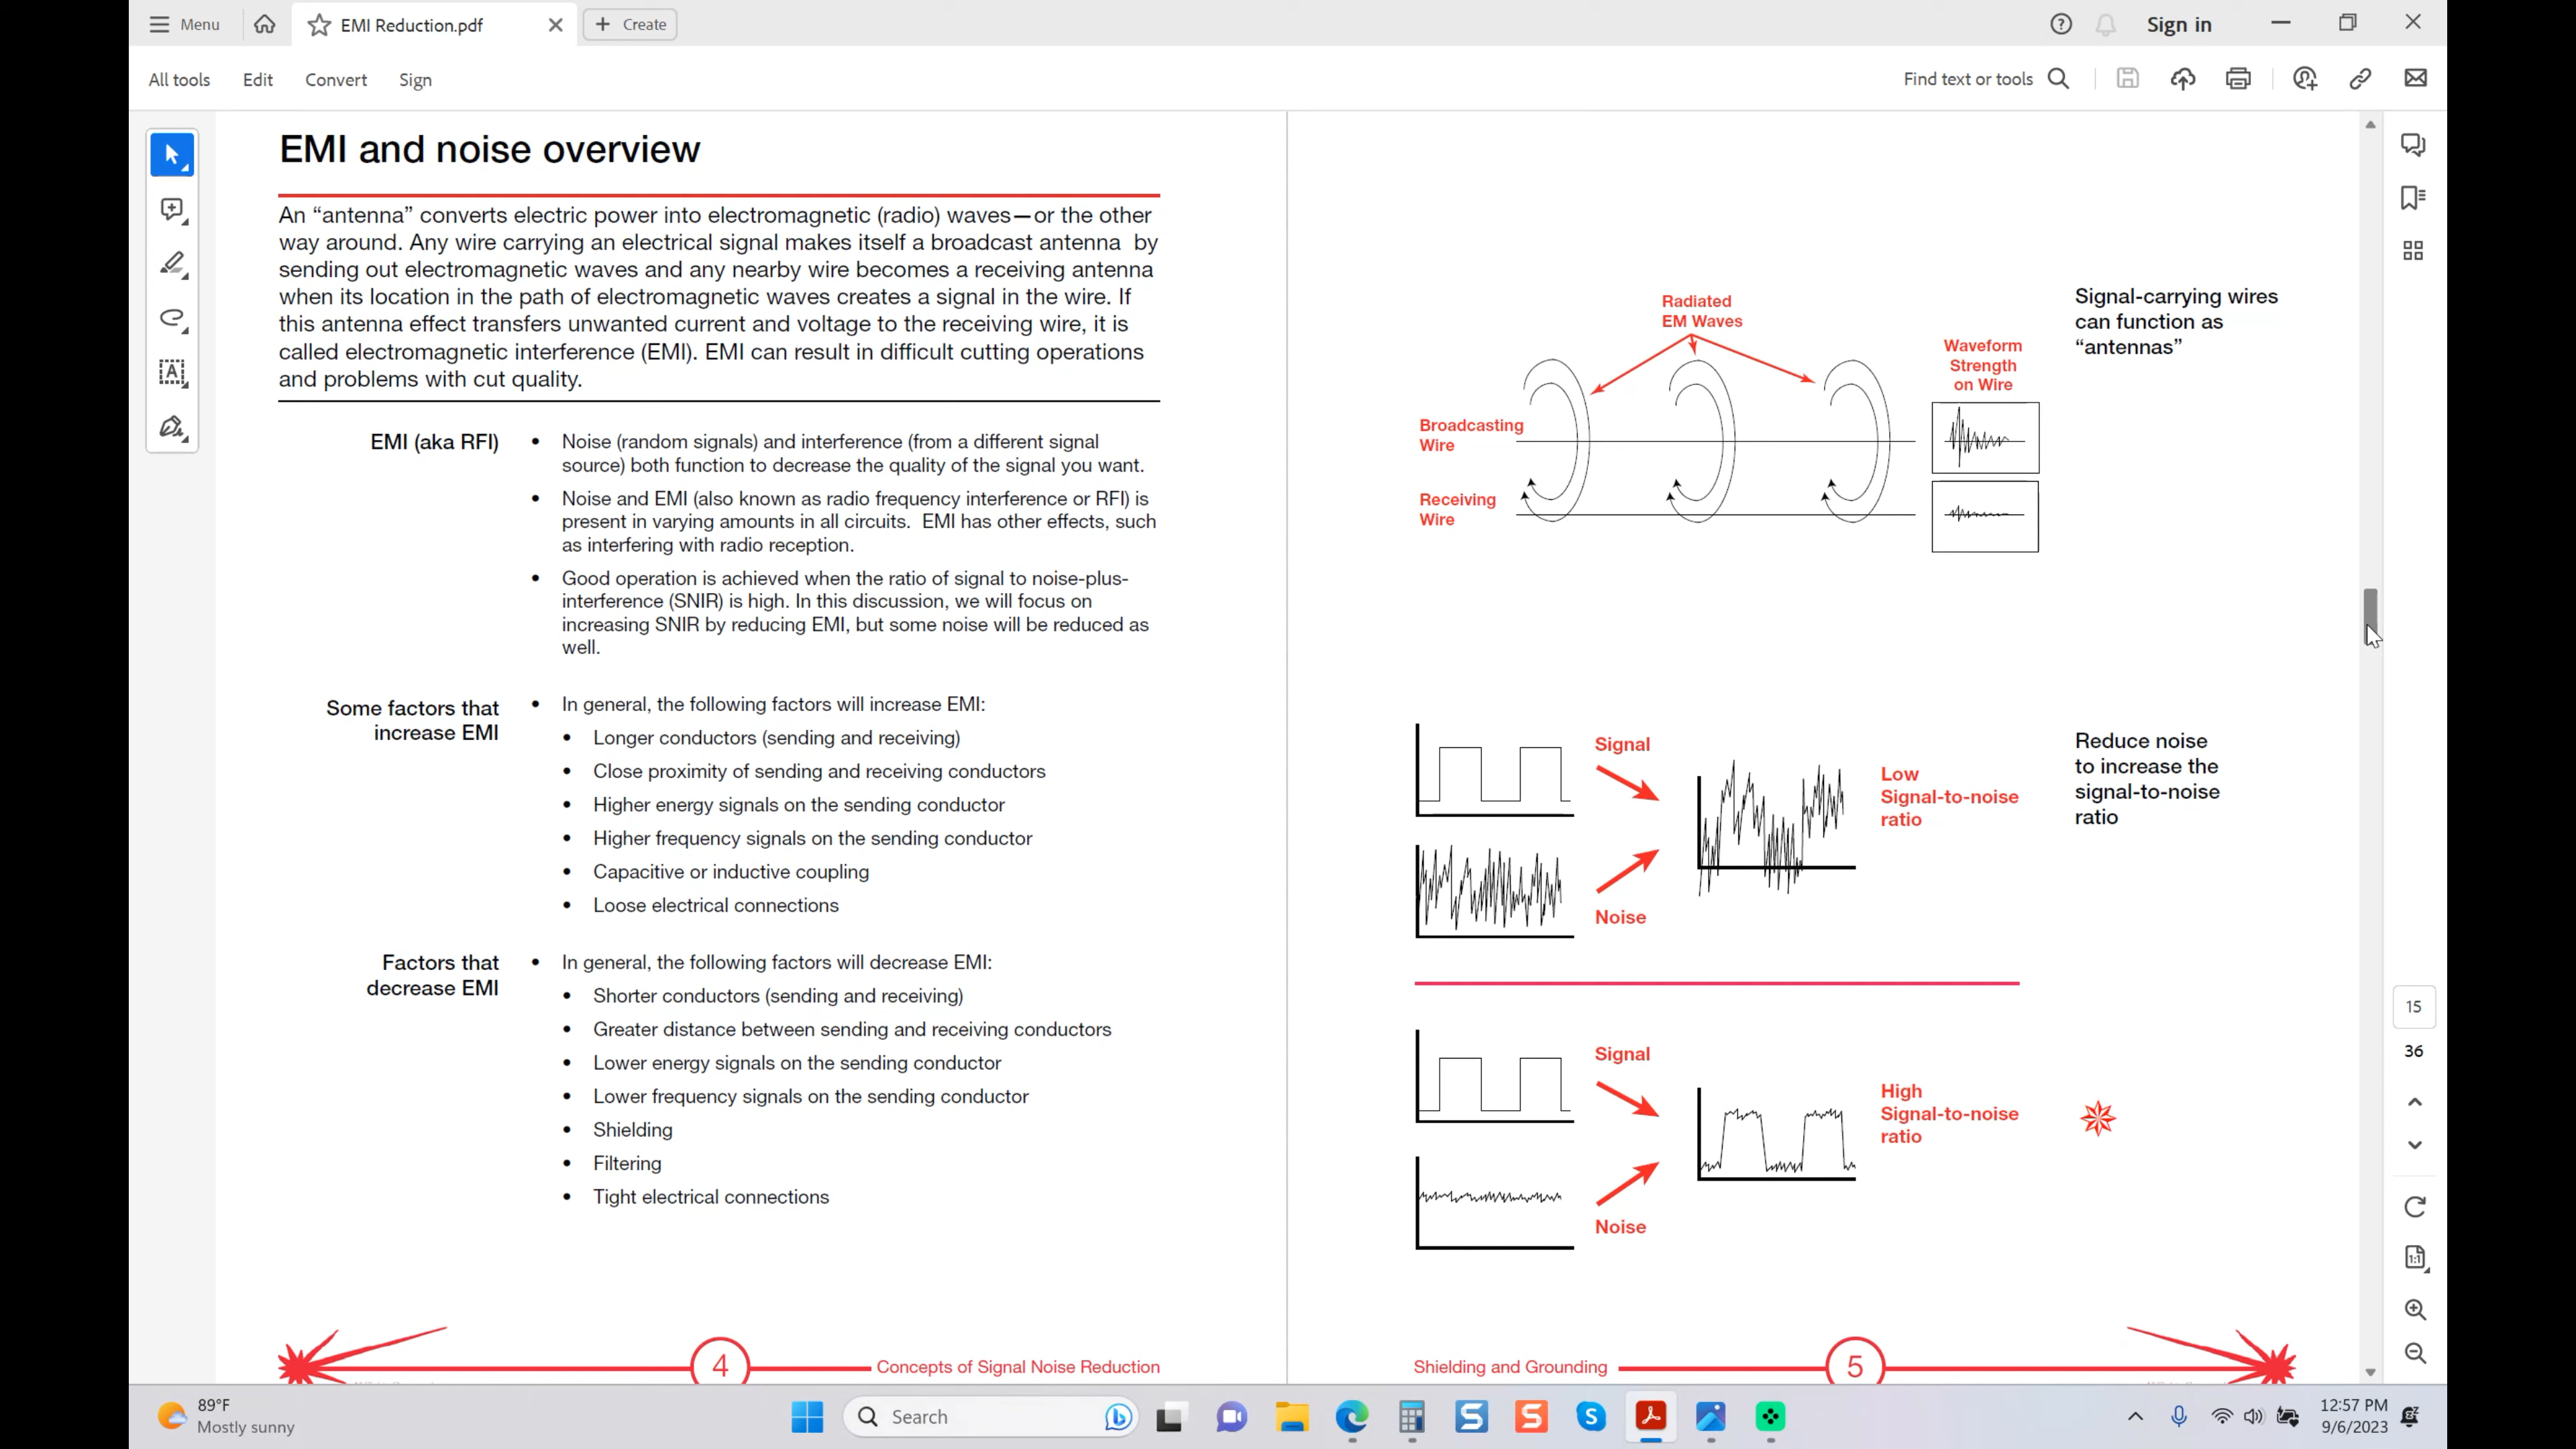 Menu
EMI Reduction.pdf
Create
Sign in
All tools
Edit
Convert
Sign
Find text or tools
EMI and noise overview
An “antenna” converts electric power into electromagnetic (radio) waves—or the other
way around. Any wire carrying an electrical signal makes itself a broadcast antenna by
sending out electromagnetic waves and any nearby wire becomes a receiving antenna
when its location in the path of electromagnetic waves creates a signal in the wire. If
this antenna effect transfers unwanted current and voltage to the receiving wire, it is
called electromagnetic interference (EMI). EMI can result in difficult cutting operations
and problems with cut quality.
EMI (aka RFI)
• Noise (random signals) and interference (from a different signal
source) both function to decrease the quality of the signal you want.
• Noise and EMI (also known as radio frequency interference or RFI) is
present in varying amounts in all circuits. EMI has other effects, such
as interfering with radio reception.
• Good operation is achieved when the ratio of signal to noise-plus-
interference (SNIR) is high. In this discussion, we will focus on
increasing SNIR by reducing EMI, but some noise will be reduced as
well.
Some factors that
increase EMI
• In general, the following factors will increase EMI:
• Longer conductors (sending and receiving)
• Close proximity of sending and receiving conductors
• Higher energy signals on the sending conductor
• Higher frequency signals on the sending conductor
• Capacitive or inductive coupling
• Loose electrical connections
Factors that
decrease EMI
• In general, the following factors will decrease EMI:
• Shorter conductors (sending and receiving)
• Greater distance between sending and receiving conductors
• Lower energy signals on the sending conductor
• Lower frequency signals on the sending conductor
• Shielding
• Filtering
• Tight electrical connections
4
Concepts of Signal Noise Reduction
Radiated
EM Waves
Waveform
Strength
on Wire
Broadcasting
Wire
Receiving
Wire
Signal-carrying wires
can function as
“antennas”
Signal
Noise
Low
Signal-to-noise
ratio
Reduce noise
to increase the
signal-to-noise
ratio
Signal
Noise
High
Signal-to-noise
ratio
Shielding and Grounding
5
15
36
1:1
89°F
Mostly sunny
Search
12:57 PM
9/6/2023